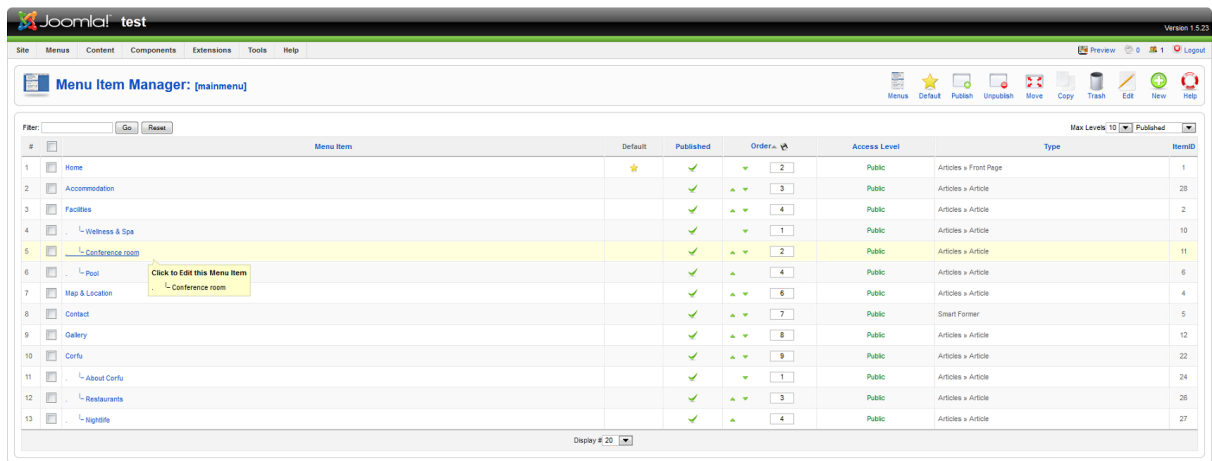 Joomla! test
Version 1.5.23
Site Menus Content Components Extensions Tools Help Preview 0 1 Logout
Menu Item Manager: [mainmenu]
Menus Default Publish Unpublish Move Copy Trash Edit New Help
Filter: Go Reset Max Levels 10 Published
# Menu Item Default Published Order Access Level Type ItemID
1 Home 2 Public Articles » Front Page 1
2 Accommodation 3 Public Articles » Article 28
3 Facilties 4 Public Articles » Article 2
4 . Wellness & Spa 1 Public Articles » Article 10
5 . Conference room 2 Public Articles » Article 11
6 . Pool 4 Public Articles » Article 6
Click to Edit this Menu Item
. Conference room
7 Map & Location 6 Public Articles » Article 4
8 Contact 7 Public Smart Former 5
9 Gallery 8 Public Articles » Article 12
10 Corfu 9 Public Articles » Article 22
11 . About Corfu 1 Public Articles » Article 24
12 . Restaurants 3 Public Articles » Article 26
13 . Nightlife 4 Public Articles » Article 27
Display # 20